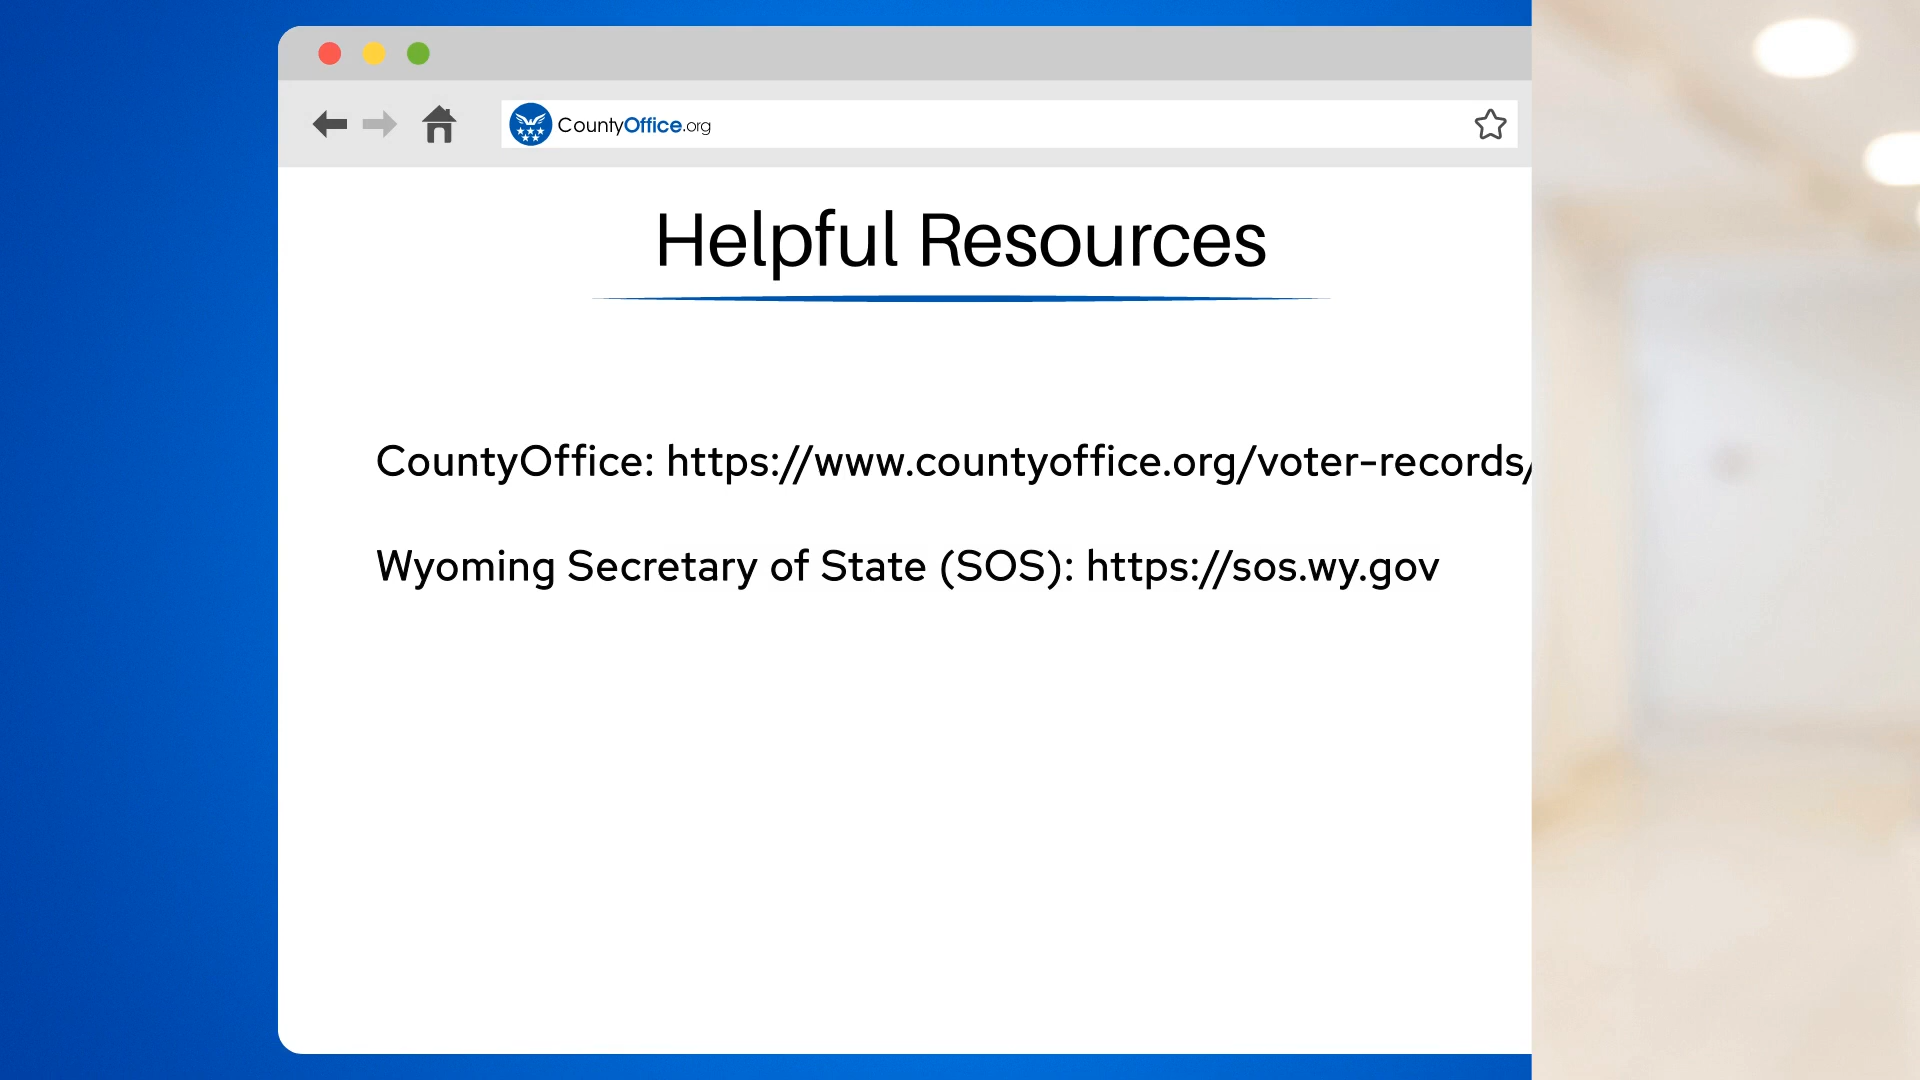 CountyOffice.org
Helpful Resources
CountyOffice: https://www.countyoffice.org/voter-records/
Wyoming Secretary of State (SOS): https://sos.wy.gov